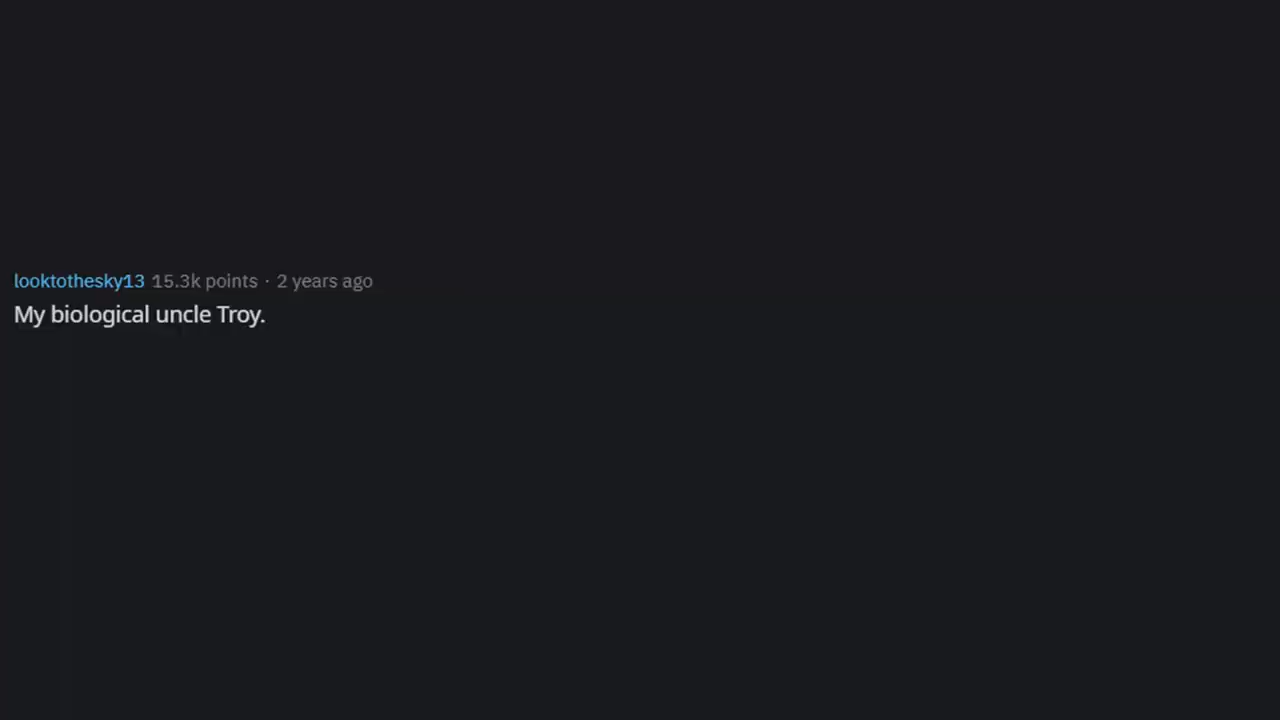 looktothesky13 15.3k points · 2 years ago
My biological uncle Troy.